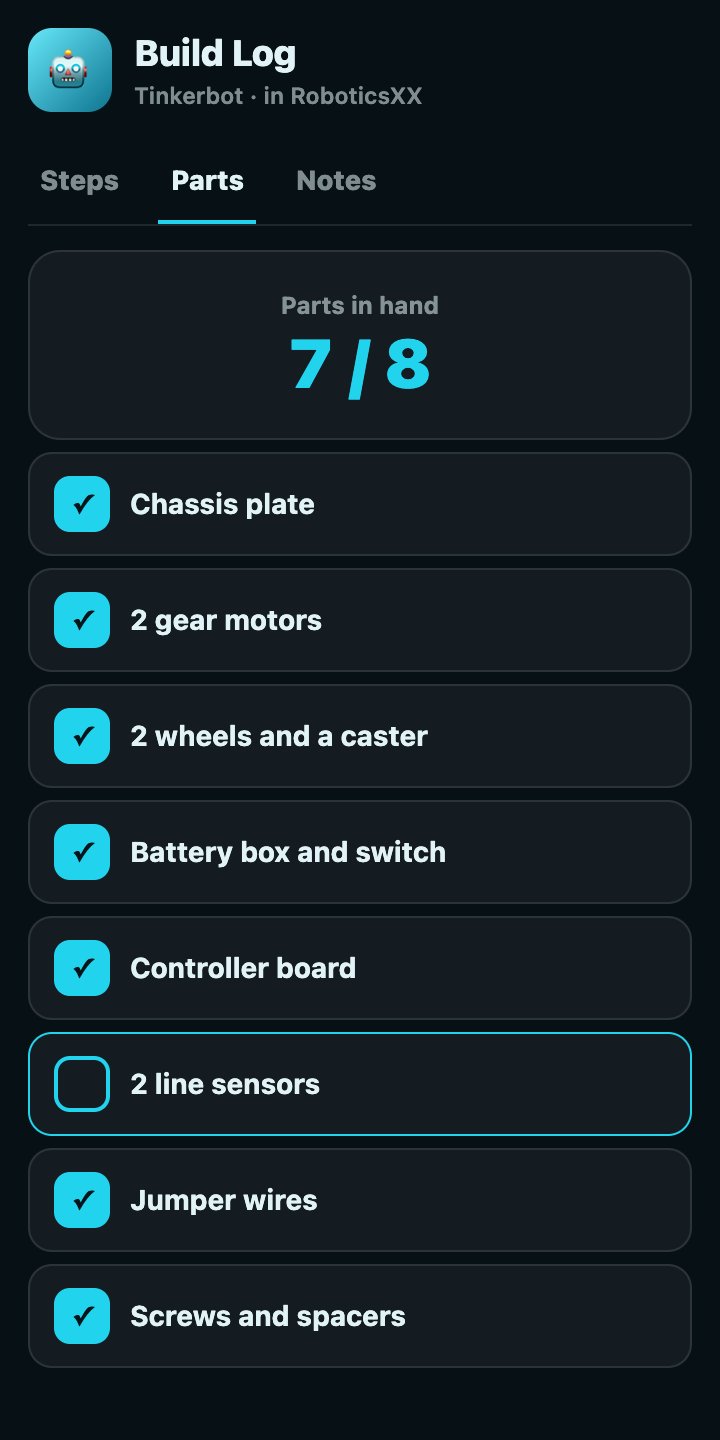 Build Log
Tinkerbot · in RoboticsXX
Steps Parts Notes
Parts in hand
7 / 8
Chassis plate
2 gear motors
2 wheels and a caster
Battery box and switch
Controller board
2 line sensors
Jumper wires
Screws and spacers